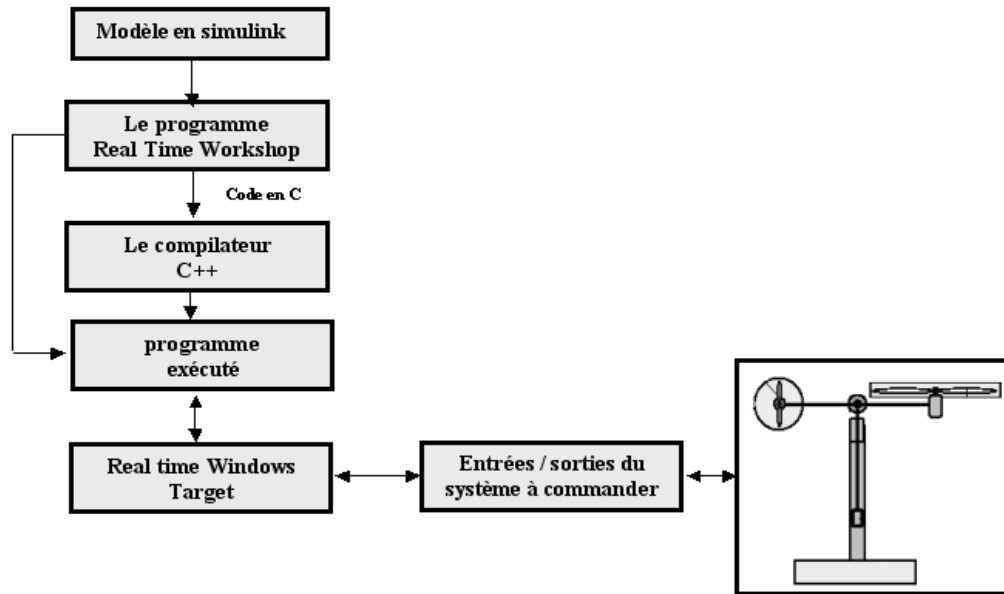 Modèle en simulink
Le programme
Real Time Workshop
Code en C
Le compilateur
C++
programme
exécuté
Real time Windows
Target
Entrées / sorties du
système à commander